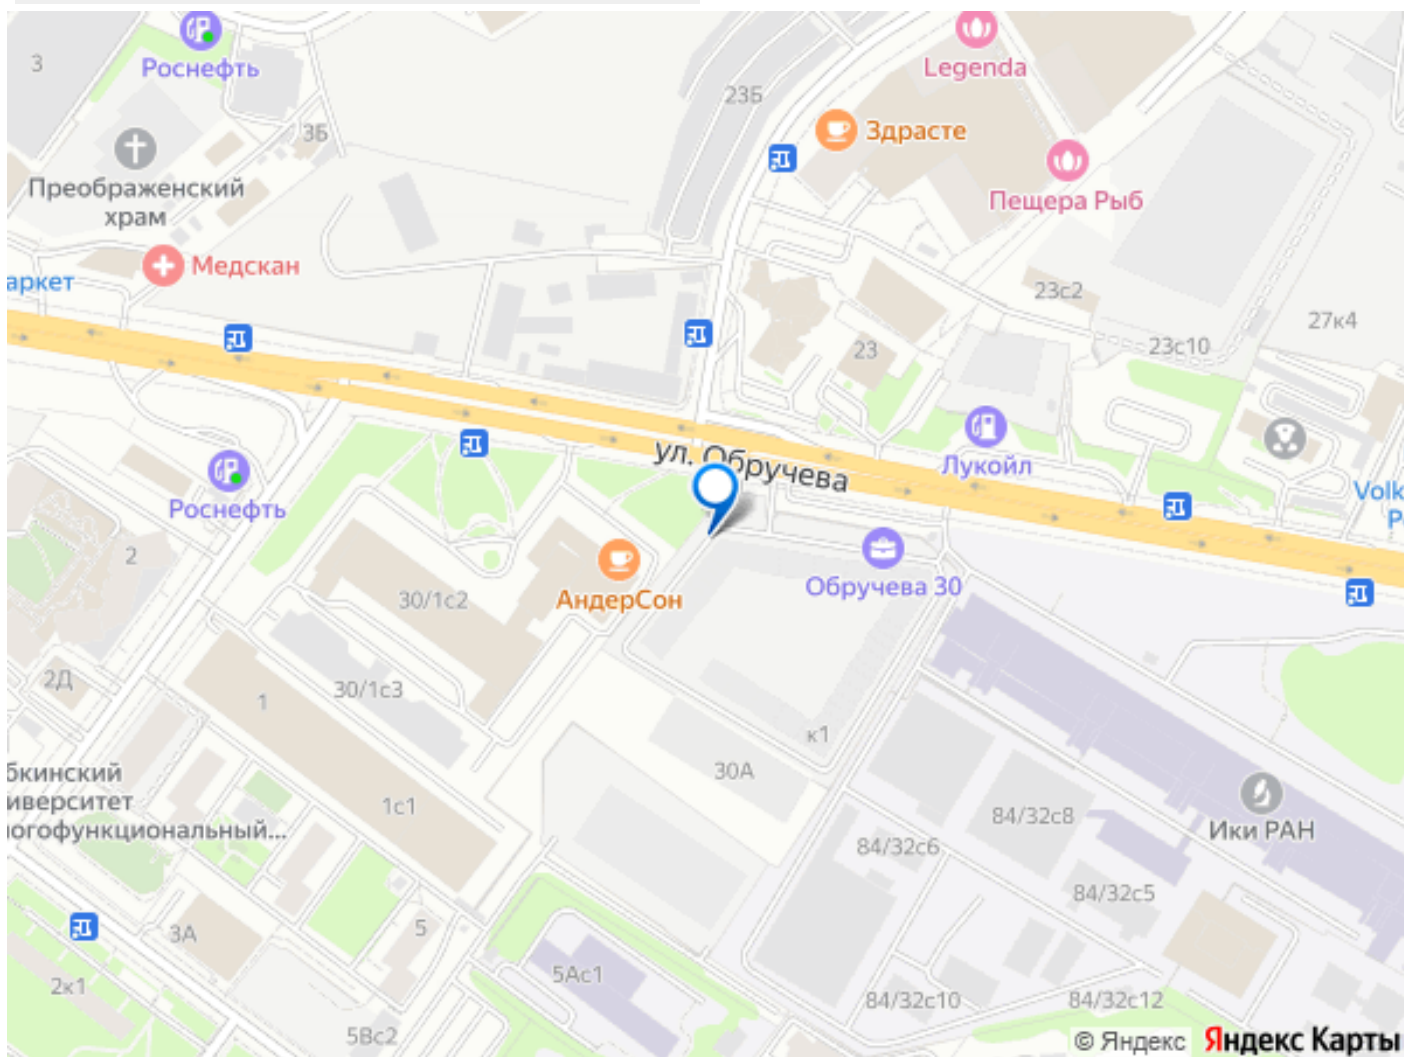 3
Роснефть
3Б
Преображенский
храм
Медскан
аркет
23Б
Legenda
Здрасте
Пещера Рыб
23с2
27к4
23с10
23
ул. Обручева
Лукойл
Volk
Р
Роснефть
2
30/1с2
АндерСон
Обручева 30
2Д
30/1с3
1
к1
30А
1с1
бкинский
иверситет
огофункциональный...
84/32с8
Ики РАН
84/32с6
84/32с5
3А
5
5Ас1
2к1
84/32с10
84/32с12
5Вс2
© Яндекс Яндекс Карты